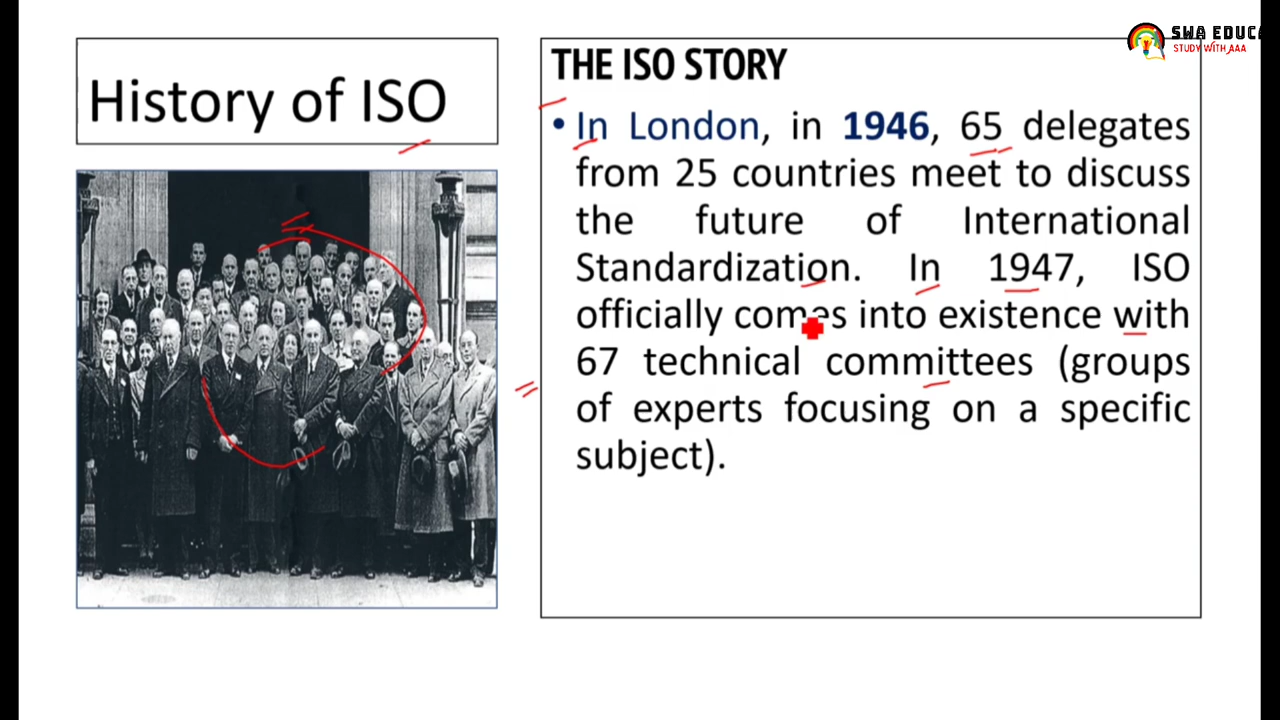 History of ISO
SWA EDUCA
STUDY WITH AAA
THE ISO STORY
• In London, in 1946, 65 delegates
from 25 countries meet to discuss
the future of International
Standardization. In 1947, ISO
officially comes into existence with
67 technical committees (groups
of experts focusing on a specific
subject).